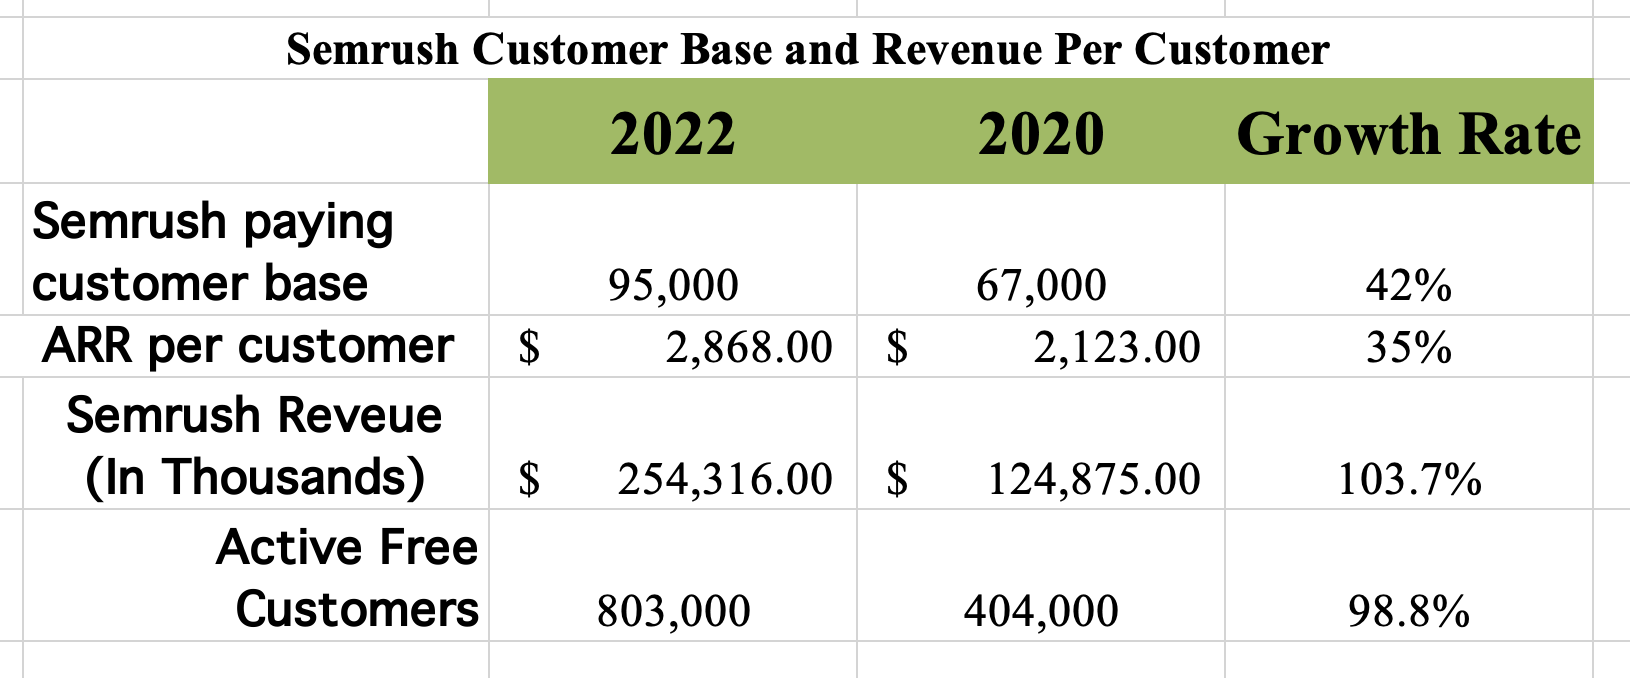 Semrush Customer Base and Revenue Per Customer
2022 2020 Growth Rate
Semrush paying
customer base 95,000 67,000 42%
ARR per customer $ 2,868.00 $ 2,123.00 35%
Semrush Reveue
(In Thousands) $ 254,316.00 $ 124,875.00 103.7%
Active Free
Customers 803,000 404,000 98.8%